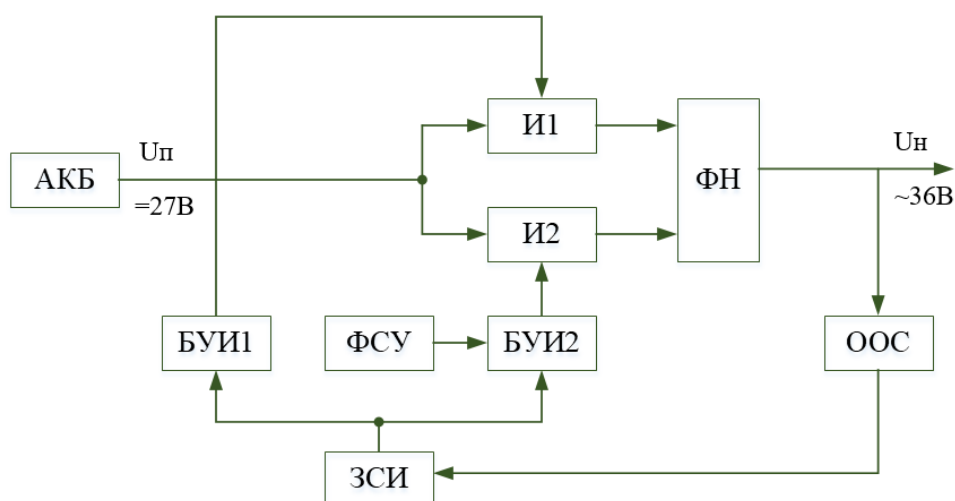 И1
Uп
Uн
АКБ
ФН
=27В
~36В
И2
БУИ1
ФСУ
БУИ2
ООС
ЗСИ